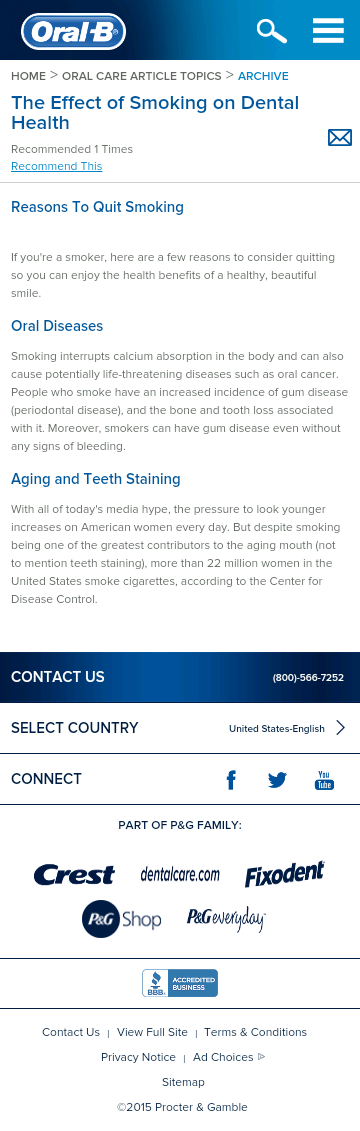 Oral-B®
HOME > ORAL CARE ARTICLE TOPICS > ARCHIVE
The Effect of Smoking on Dental
Health
Recommended 1 Times
Recommend This
Reasons To Quit Smoking
If you're a smoker, here are a few reasons to consider quitting
so you can enjoy the health benefits of a healthy, beautiful
smile.
Oral Diseases
Smoking interrupts calcium absorption in the body and can also
cause potentially life-threatening diseases such as oral cancer.
People who smoke have an increased incidence of gum disease
(periodontal disease), and the bone and tooth loss associated
with it. Moreover, smokers can have gum disease even without
any signs of bleeding.
Aging and Teeth Staining
With all of today's media hype, the pressure to look younger
increases on American women every day. But despite smoking
being one of the greatest contributors to the aging mouth (not
to mention teeth staining), more than 22 million women in the
United States smoke cigarettes, according to the Center for
Disease Control.
CONTACT US (800)-566-7252
SELECT COUNTRY United States-English
CONNECT You Tube
PART OF P&G FAMILY:
Crest dentalcare.com Fixodent
P&G Shop P&G everyday
BBB. ACCREDITED BUSINESS
Contact Us | View Full Site | Terms & Conditions
Privacy Notice | Ad Choices
Sitemap
©2015 Procter & Gamble